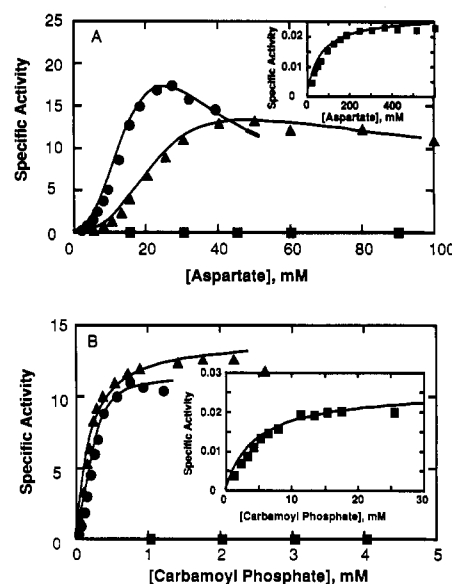 A
Specific Activity
25
20
15
10
5
0
0 20 40 60 80 100
[Aspartate], mM
Specific Activity
0.02
0.01
0
0 200 400
[Aspartate], mM
B
Specific Activity
15
10
5
0
0 1 2 3 4 5
[Carbamoyl Phosphate], mM
Specific Activity
0.03
0.02
0.01
0
0 10 20 30
[Carbamoyl Phosphate], mM